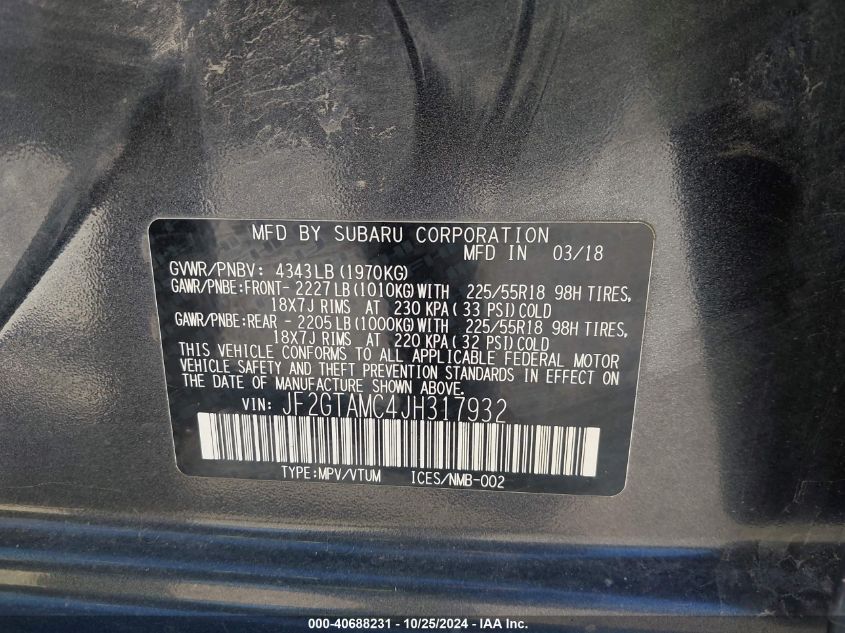 MFD BY SUBARU CORPORATION
MFD IN 03/18
GVWR/PNBV: 4343LB(1970KG)
GAWR/PNBE:FRONT- 2227LB(1010KG)WITH 225/55R18 98H TIRES,
18X7J RIMS AT 230 KPA(33 PSI)COLD
GAWR/PNBE:REAR - 2205LB(1000KG)WITH 225/55R18 98H TIRES,
18X7J RIMS AT 220 KPA(32 PSI)COLD
THIS VEHICLE CONFORMS TO ALL APPLICABLE FEDERAL MOTOR
VEHICLE SAFETY AND THEFT PREVENTION STANDARDS IN EFFECT ON
THE DATE OF MANUFACTURE SHOWN ABOVE.
VIN: JF2GTAMC4JH317932
TYPE:MPV/VTUM ICES/NMB-002
000-40688231 - 10/25/2024 - IAA Inc.